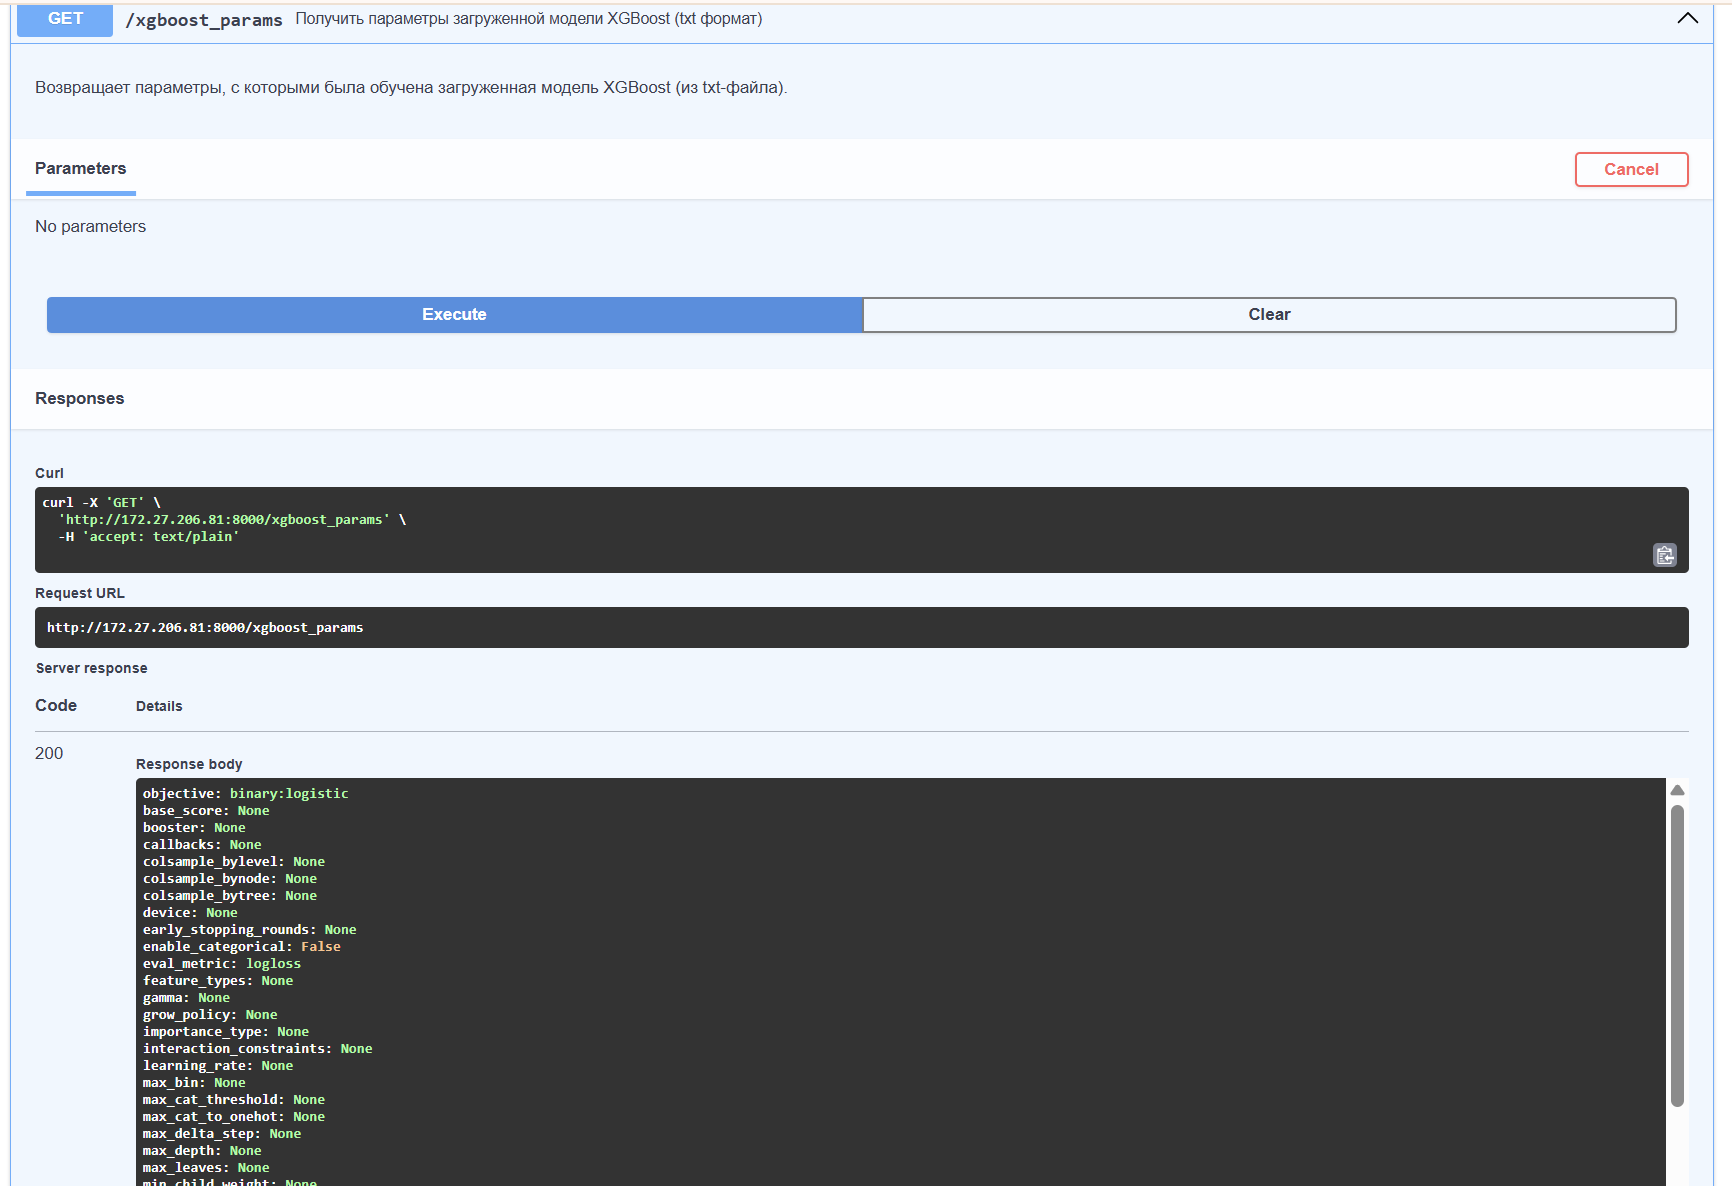 GET /xgboost_params Получить параметры загруженной модели XGBoost (txt формат)
Возвращает параметры, с которыми была обучена загруженная модель XGBoost (из txt-файла).
Parameters
Cancel
No parameters
Execute
Clear
Responses
Curl
curl -X 'GET' \
'http://172.27.206.81:8000/xgboost_params' \
-H 'accept: text/plain'
Request URL
http://172.27.206.81:8000/xgboost_params
Server response
Code Details
200
Response body
objective: binary:logistic
base_score: None
booster: None
callbacks: None
colsample_bylevel: None
colsample_bynode: None
colsample_bytree: None
device: None
early_stopping_rounds: None
enable_categorical: False
eval_metric: logloss
feature_types: None
gamma: None
grow_policy: None
importance_type: None
interaction_constraints: None
learning_rate: None
max_bin: None
max_cat_threshold: None
max_cat_to_onehot: None
max_delta_step: None
max_depth: None
max_leaves: None
min_child_weight: None